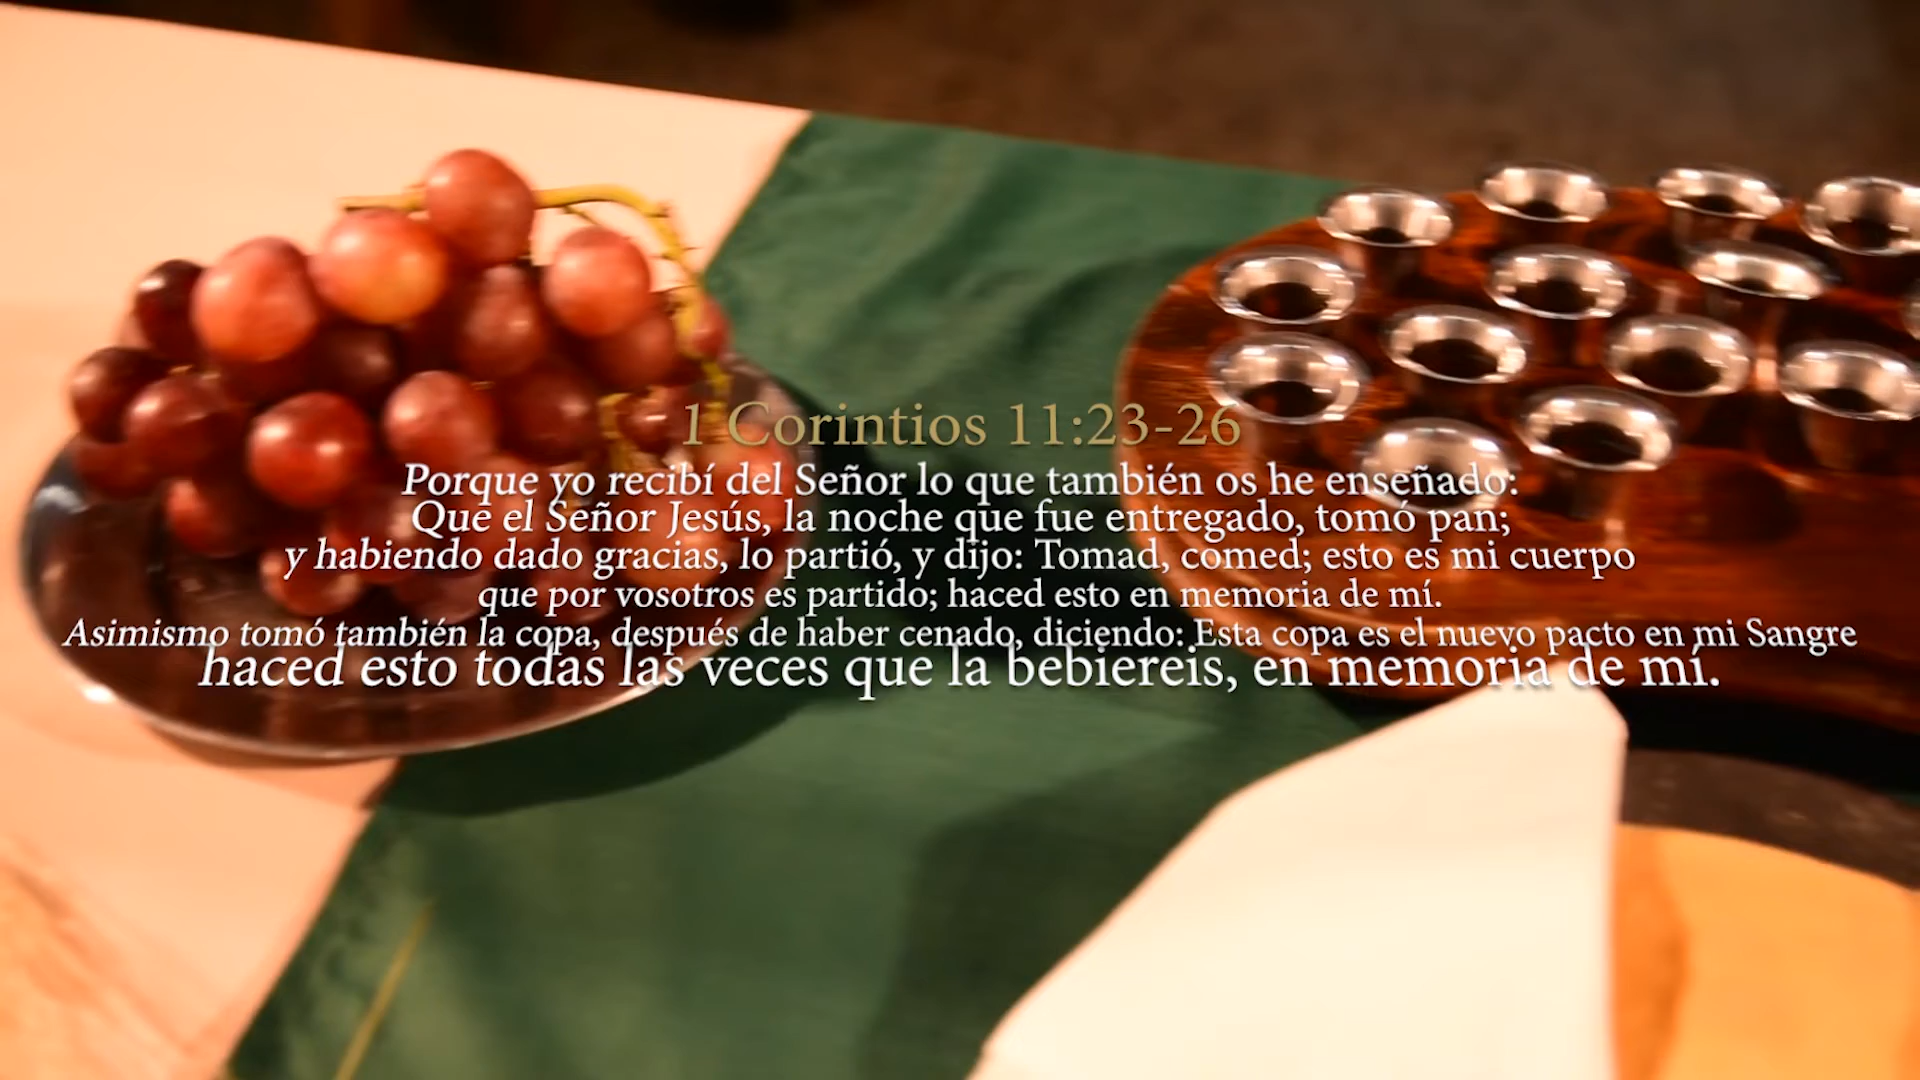 1 Corintios 11:23-26
Porque yo recibí del Señor lo que también os he enseñado:
Que el Señor Jesús, la noche que fue entregado, tomó pan;
y habiendo dado gracias, lo partió, y dijo: Tomad, comed; esto es mi cuerpo
que por vosotros es partido; haced esto en memoria de mí.
Asimismo tomó también la copa, después de haber cenado, diciendo: Esta copa es el nuevo pacto en mi Sangre
haced esto todas las veces que la bebiereis, en memoria de mí.